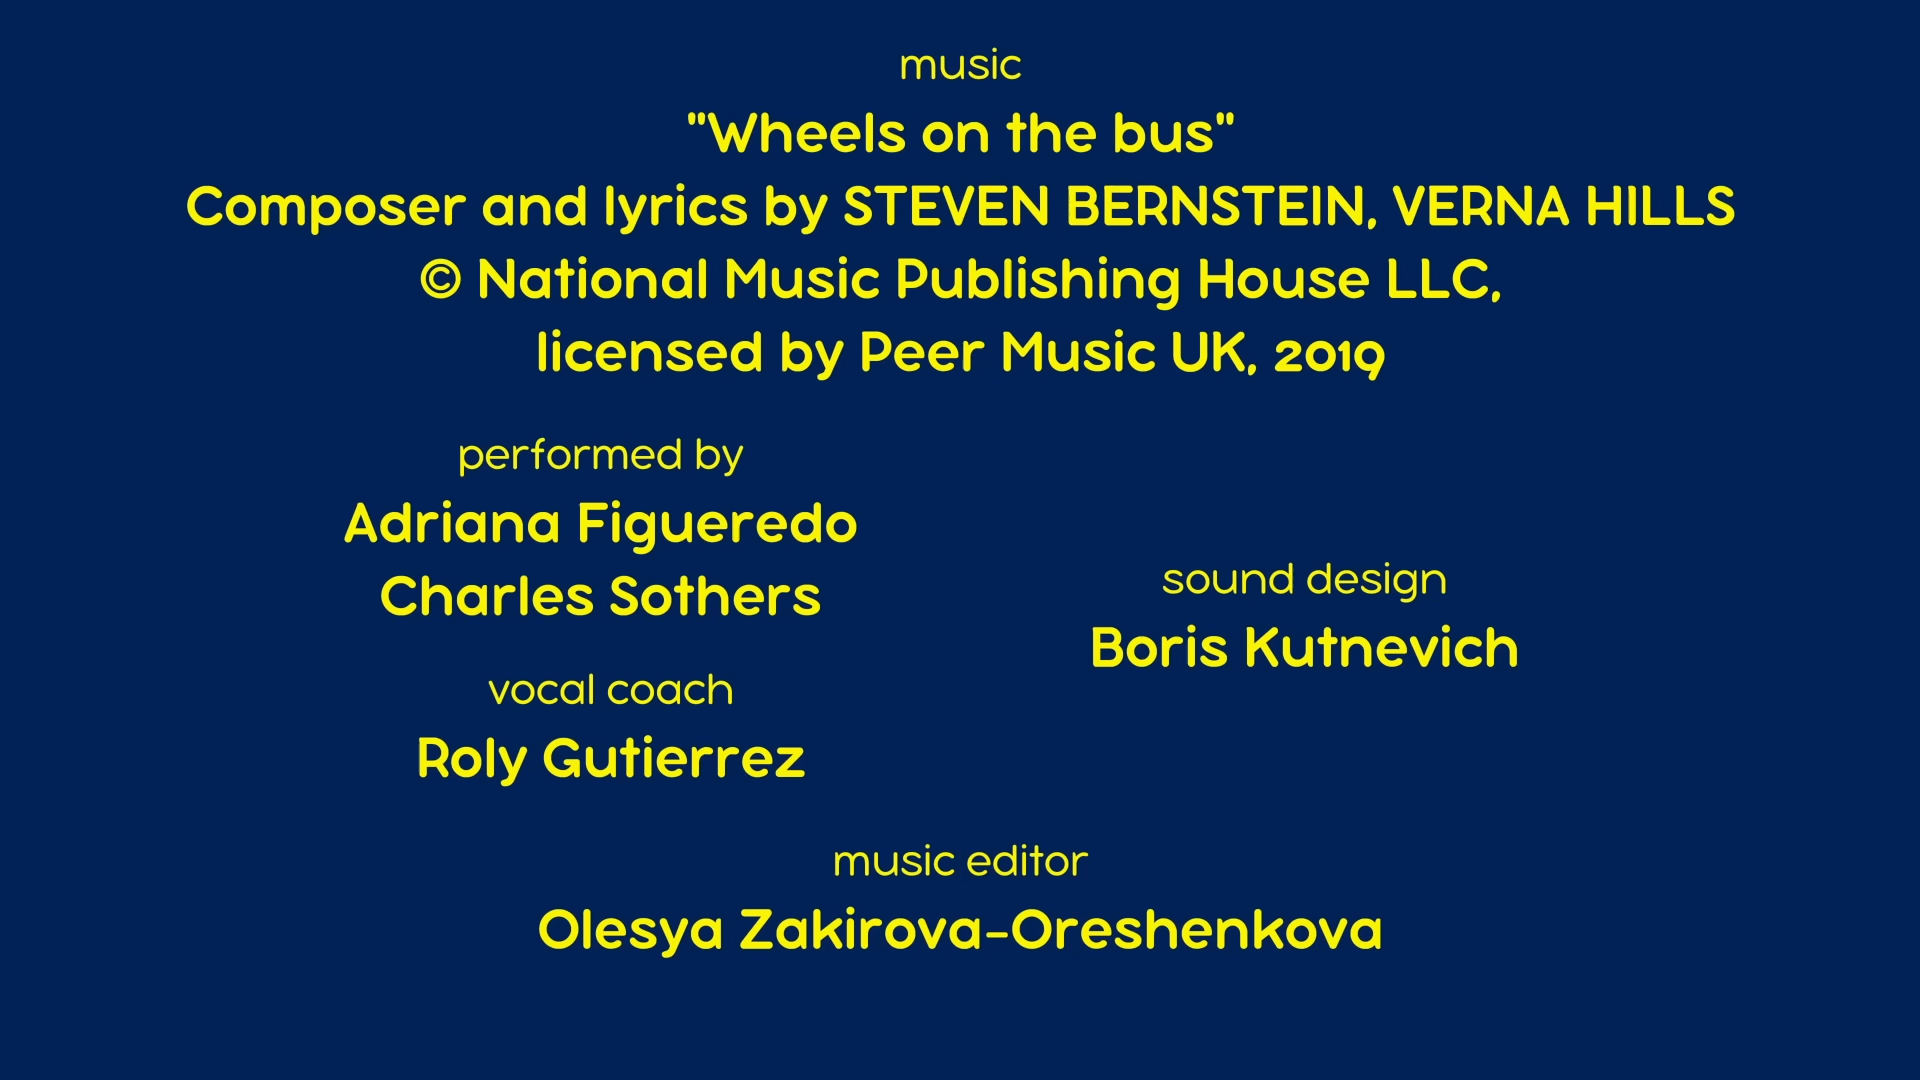 music
"Wheels on the bus"
Composer and lyrics by STEVEN BERNSTEIN, VERNA HILLS
© National Music Publishing House LLC,
licensed by Peer Music UK, 2019
performed by
Adriana Figueredo
Charles Sothers
vocal coach
Roly Gutierrez
sound design
Boris Kutnevich
music editor
Olesya Zakirova-Oreshenkova